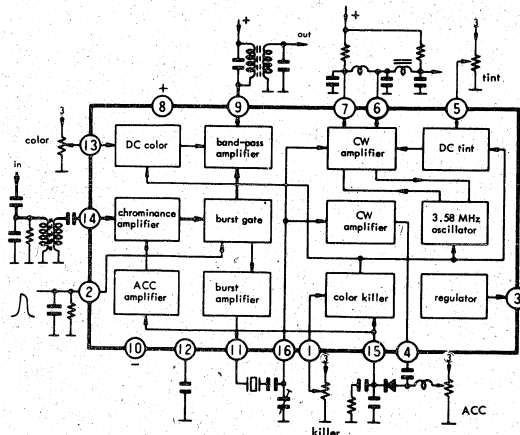 +
out
+
3
tint
3
+
8
9
7
6
5
color
13
DC color
band-pass
amplifier
CW
amplifier
DC tint
in
14
chrominance
amplifier
burst gate
CW
amplifier
3.58 MHz
oscillator
2
ACC
amplifier
burst
amplifier
color killer
regulator
3
10
12
11
16
1
15
4
−
3
3
killer
ACC